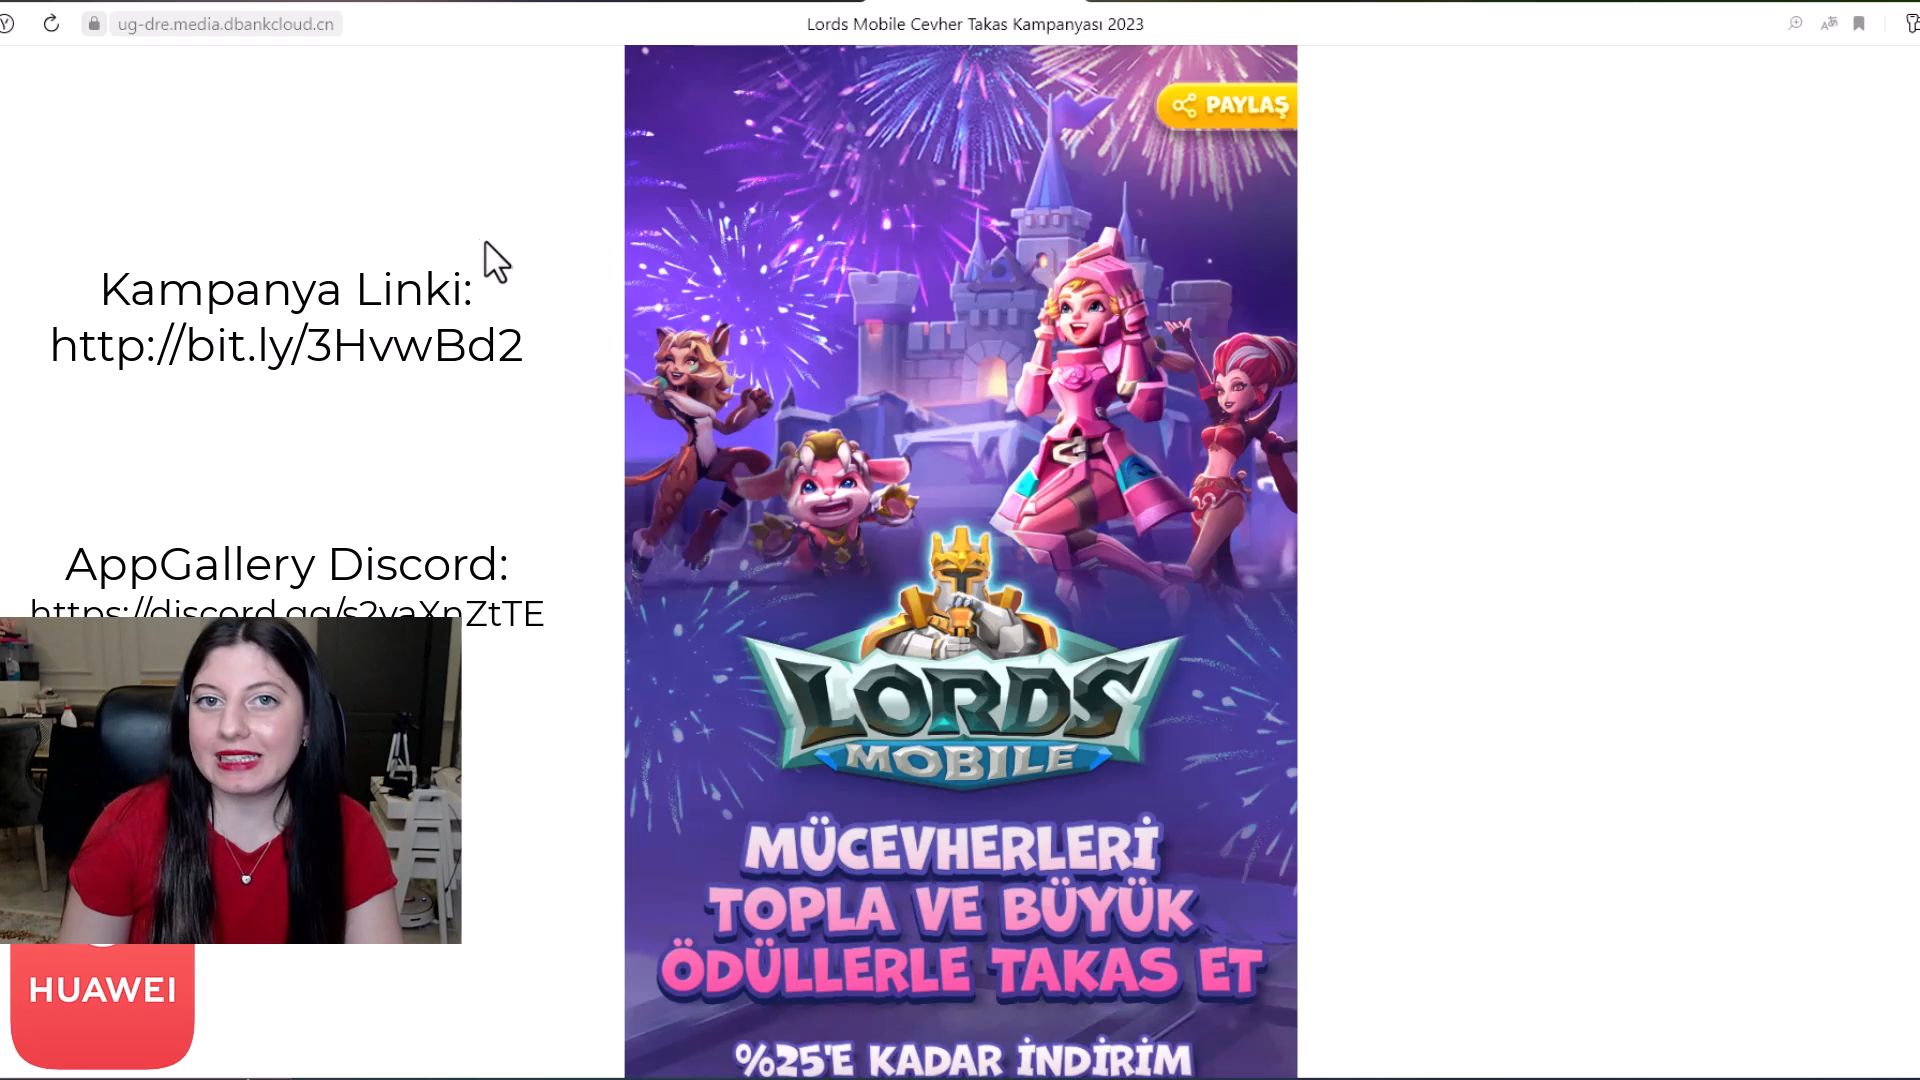 ug-dre.media.dbankcloud.cn
Lords Mobile Cevher Takas Kampanyası 2023
PAYLAŞ
Kampanya Linki:
http://bit.ly/3HvwBd2
AppGallery Discord:
LORDS
MOBILE
MÜCEVHERLERİ
TOPLA VE BÜYÜK
ÖDÜLLERLE TAKAS ET
%25'E KADAR İNDİRİM
HUAWEI